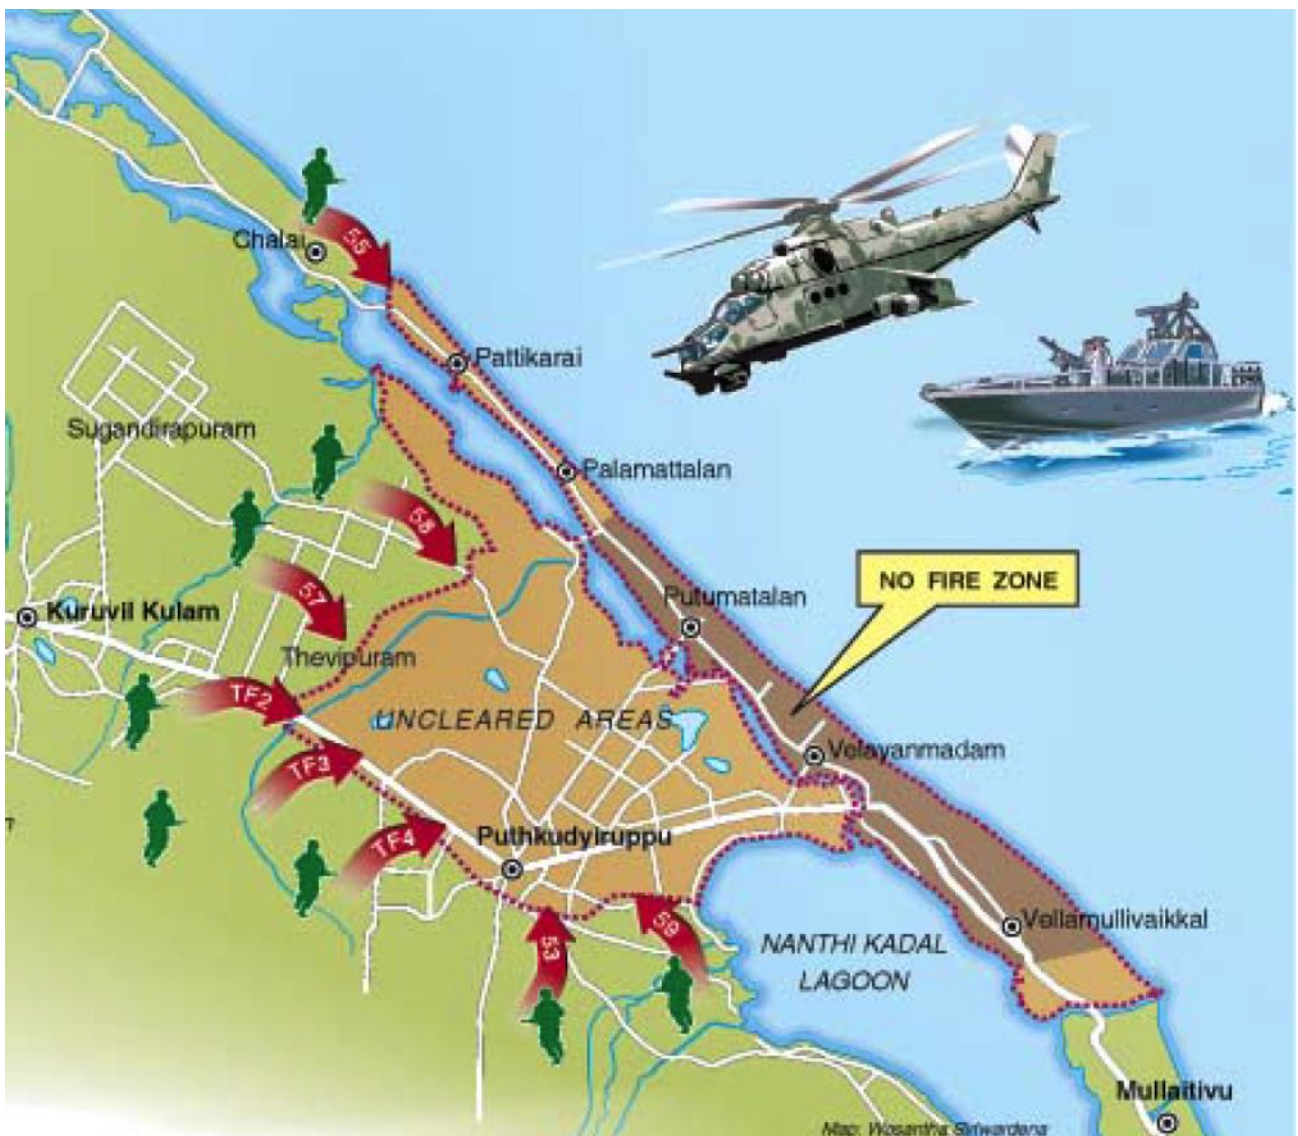 55
Chalai
Pattikarai
Sugandirapuram
Palamattalan
58
NO FIRE ZONE
57
Kuruvil Kulam
Putumatalan
Thevipuram
TF2
UNCLEARED AREAS
Velayanmadam
TF3
TF4
Puthkudyiruppu
59
Vellamullivaikkal
53
NANTHI KADAL
LAGOON
Mullaitivu
Map: Wasantha Siriwardena